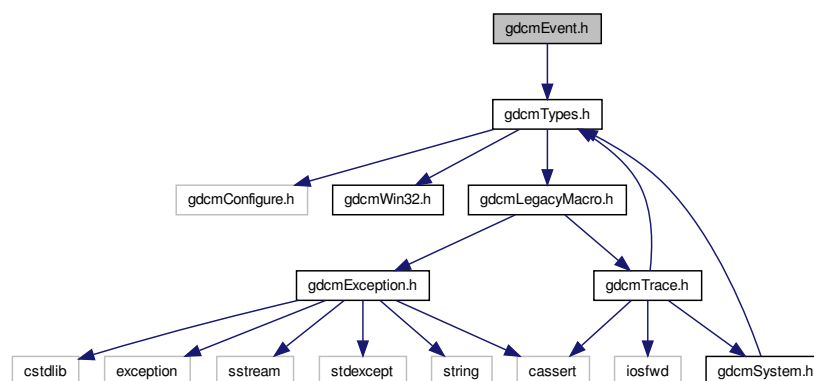 gdcmEvent.h
gdcmTypes.h
gdcmConfigure.h
gdcmWin32.h
gdcmLegacyMacro.h
gdcmException.h
gdcmTrace.h
cstdlib
exception
sstream
stdexcept
string
cassert
iosfwd
gdcmSystem.h